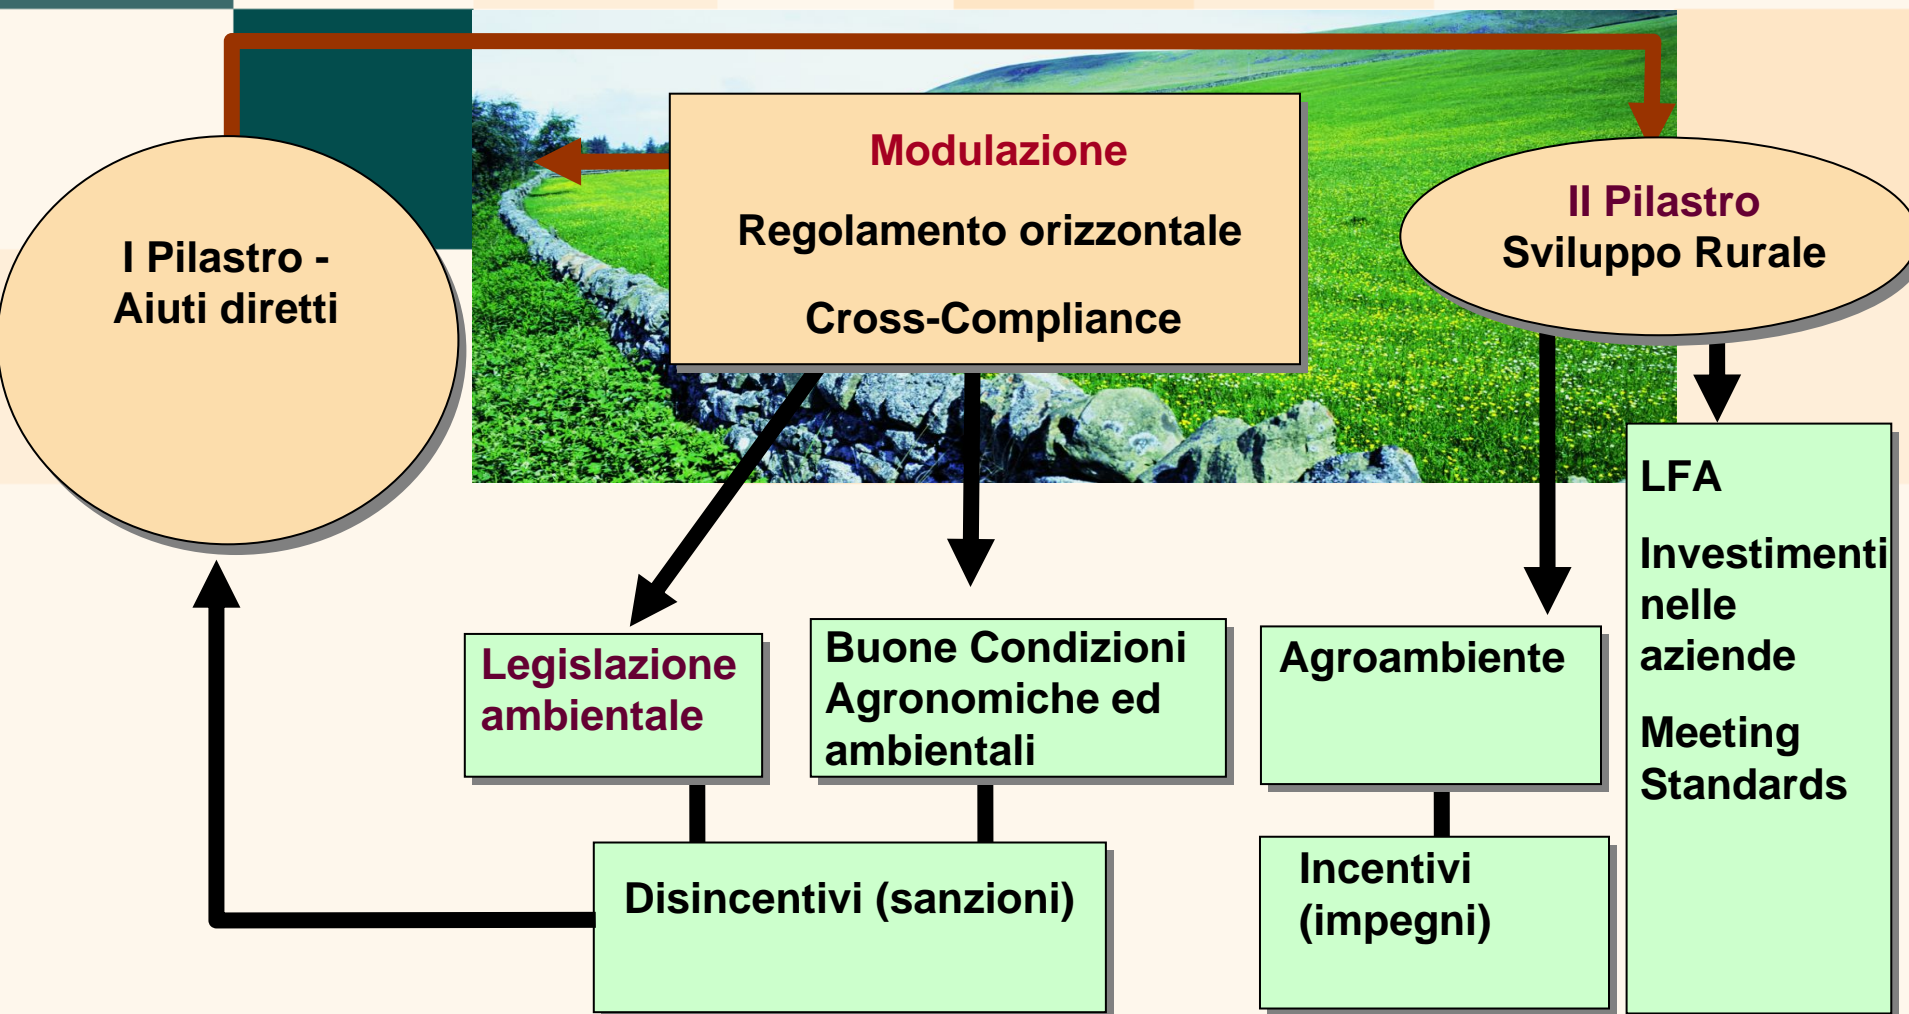 I Pilastro -
Aiuti diretti
Modulazione
Regolamento orizzontale
Cross-Compliance
II Pilastro
Sviluppo Rurale
LFA
Investimenti
nelle
aziende
Meeting
Standards
Legislazione
ambientale
Buone Condizioni
Agronomiche ed
ambientali
Agroambiente
Disincentivi (sanzioni)
Incentivi
(impegni)